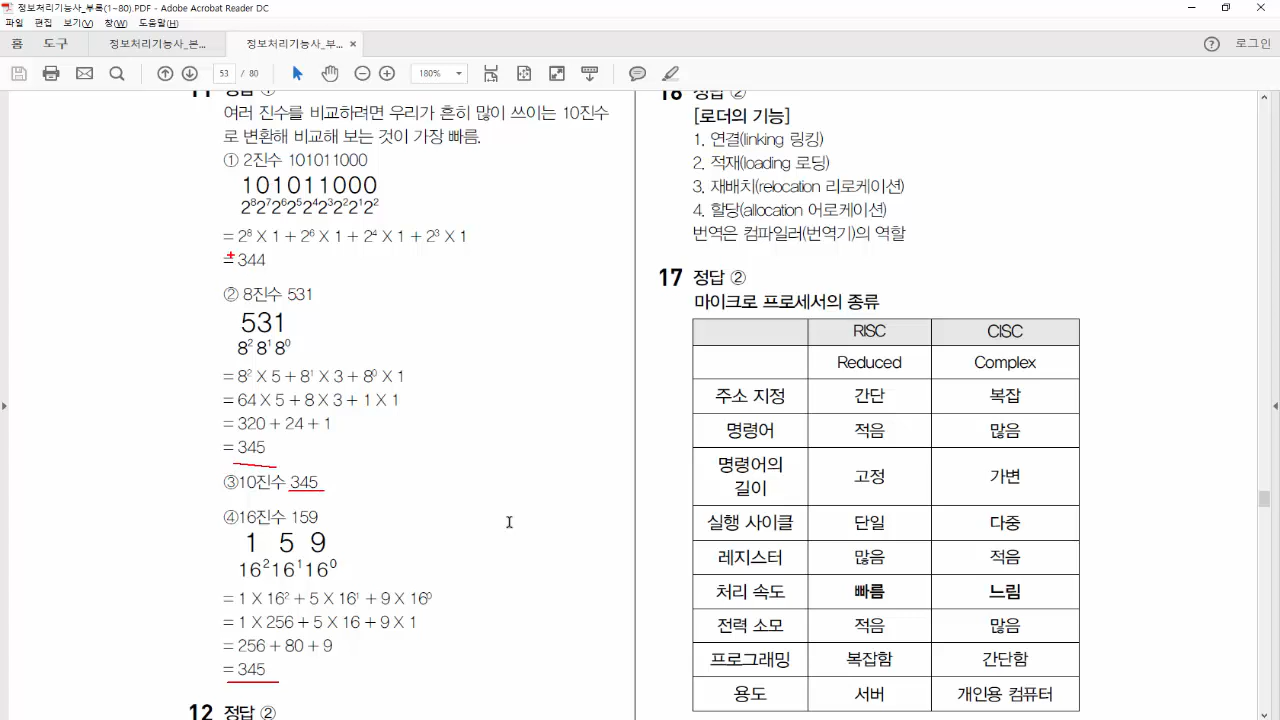 정보처리기능사_부록(1~80).PDF - Adobe Acrobat Reader DC
파일 편집 보기(V) 창(W) 도움말(H)
홈 도구 정보처리기능사_본... 정보처리기능사_부... × ? 로그인
53 / 80 180%
11 정답 ①
여러 진수를 비교하려면 우리가 흔히 많이 쓰이는 10진수
로 변환해 비교해 보는 것이 가장 빠름.
① 2진수 101011000
101011000
2⁸2⁷2⁶2⁵2⁴2³2²2¹2²
= 2⁸ X 1 + 2⁶ X 1 + 2⁴ X 1 + 2³ X 1
= 344
② 8진수 531
531
8² 8¹ 8⁰
= 8² X 5 + 8¹ X 3 + 8⁰ X 1
= 64 X 5 + 8 X 3 + 1 X 1
= 320 + 24 + 1
= 345
③10진수 345
④16진수 159
1 5 9
16² 16¹ 16⁰
= 1 X 16² + 5 X 16¹ + 9 X 16⁰
= 1 X 256 + 5 X 16 + 9 X 1
= 256 + 80 + 9
= 345
12 정답 ②
16 정답 ②
[로더의 기능]
1. 연결(linking 링킹)
2. 적재(loading 로딩)
3. 재배치(relocation 리로케이션)
4. 할당(allocation 어로케이션)
번역은 컴파일러(번역기)의 역할
17 정답 ②
마이크로 프로세서의 종류
RISC CISC
Reduced Complex
주소 지정 간단 복잡
명령어 적음 많음
명령어의
길이 고정 가변
실행 사이클 단일 다중
레지스터 많음 적음
처리 속도 빠름 느림
전력 소모 적음 많음
프로그래밍 복잡함 간단함
용도 서버 개인용 컴퓨터